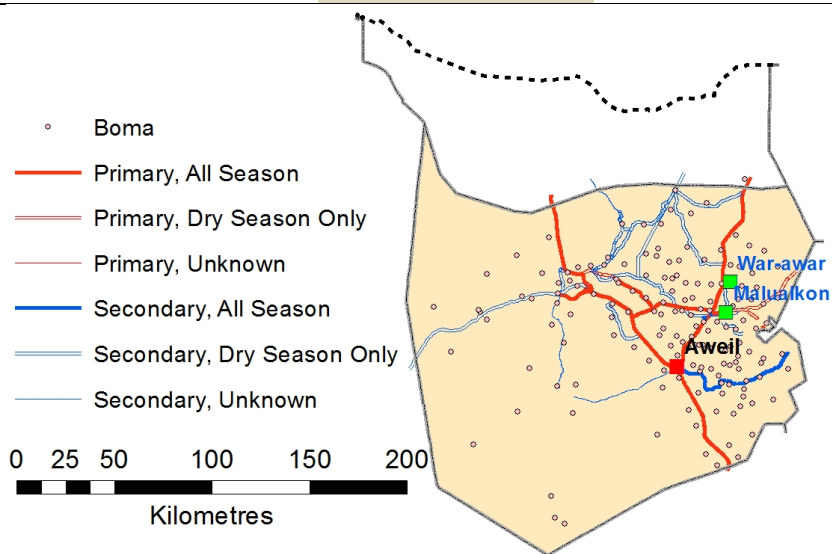 Boma
Primary, All Season
Primary, Dry Season Only
Primary, Unknown
Secondary, All Season
Secondary, Dry Season Only
Secondary, Unknown
0 25 50 100 150 200
Kilometres
War-awar
Malualkon
Aweil